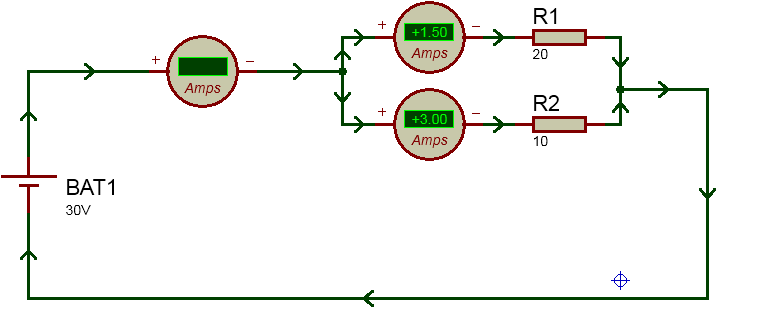 R1
+ -
+1.50
Amps
20
+ -
Amps
R2
+ -
+3.00
Amps
10
BAT1
30V